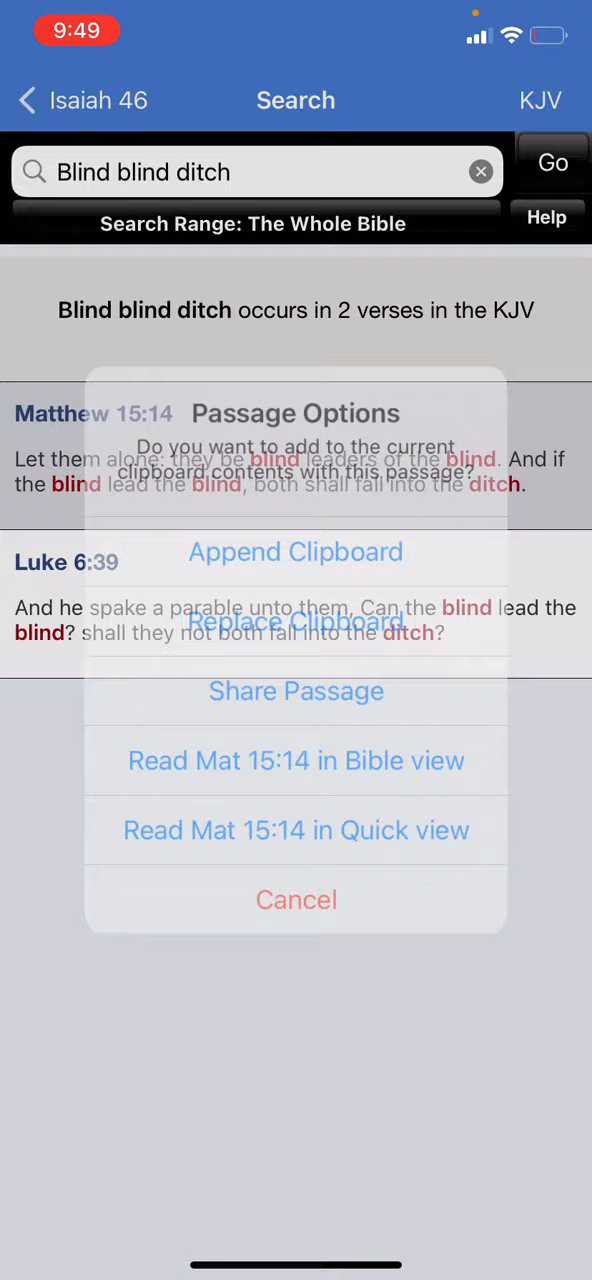 9:49
Isaiah 46
Search
KJV
Blind blind ditch
Go
Search Range: The Whole Bible
Help
Blind blind ditch occurs in 2 verses in the KJV
Matthew 15:14
Let them alone: they be blind leaders of the blind. And if
the blind lead the blind, both shall fall into the ditch.
Luke 6:39
And he spake a parable unto them, Can the blind lead the
blind? shall they not both fall into the ditch?
Passage Options
Do you want to add to the current
clipboard contents with this passage?
Append Clipboard
Replace Clipboard
Share Passage
Read Mat 15:14 in Bible view
Read Mat 15:14 in Quick view
Cancel